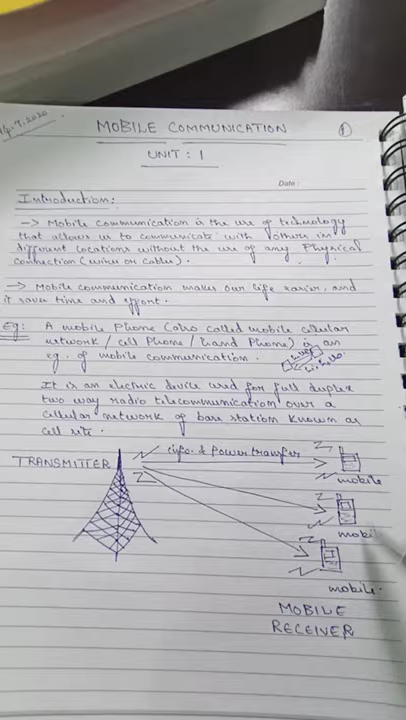 MOBILE COMMUNICATION
1
UNIT : 1
Date :
Introduction:
-> Mobile communication is the use of technology
that allows us to communicate with others in
different locations without the use of any Physical
connection (wires or cables).
-> Mobile communication makes our life easier, and
it saves time and effort.
Eg: A mobile Phone (also called mobile cellular
network / cell Phone / hand Phone) is an
eg. of mobile communication.
It is an electric device used for full duplex
two way radio telecommunication over a
cellular network of base station known as
cell site.
TRANSMITTER
info. & power transfer
mobile
mobil
mobile.
MOBILE
RECEIVER